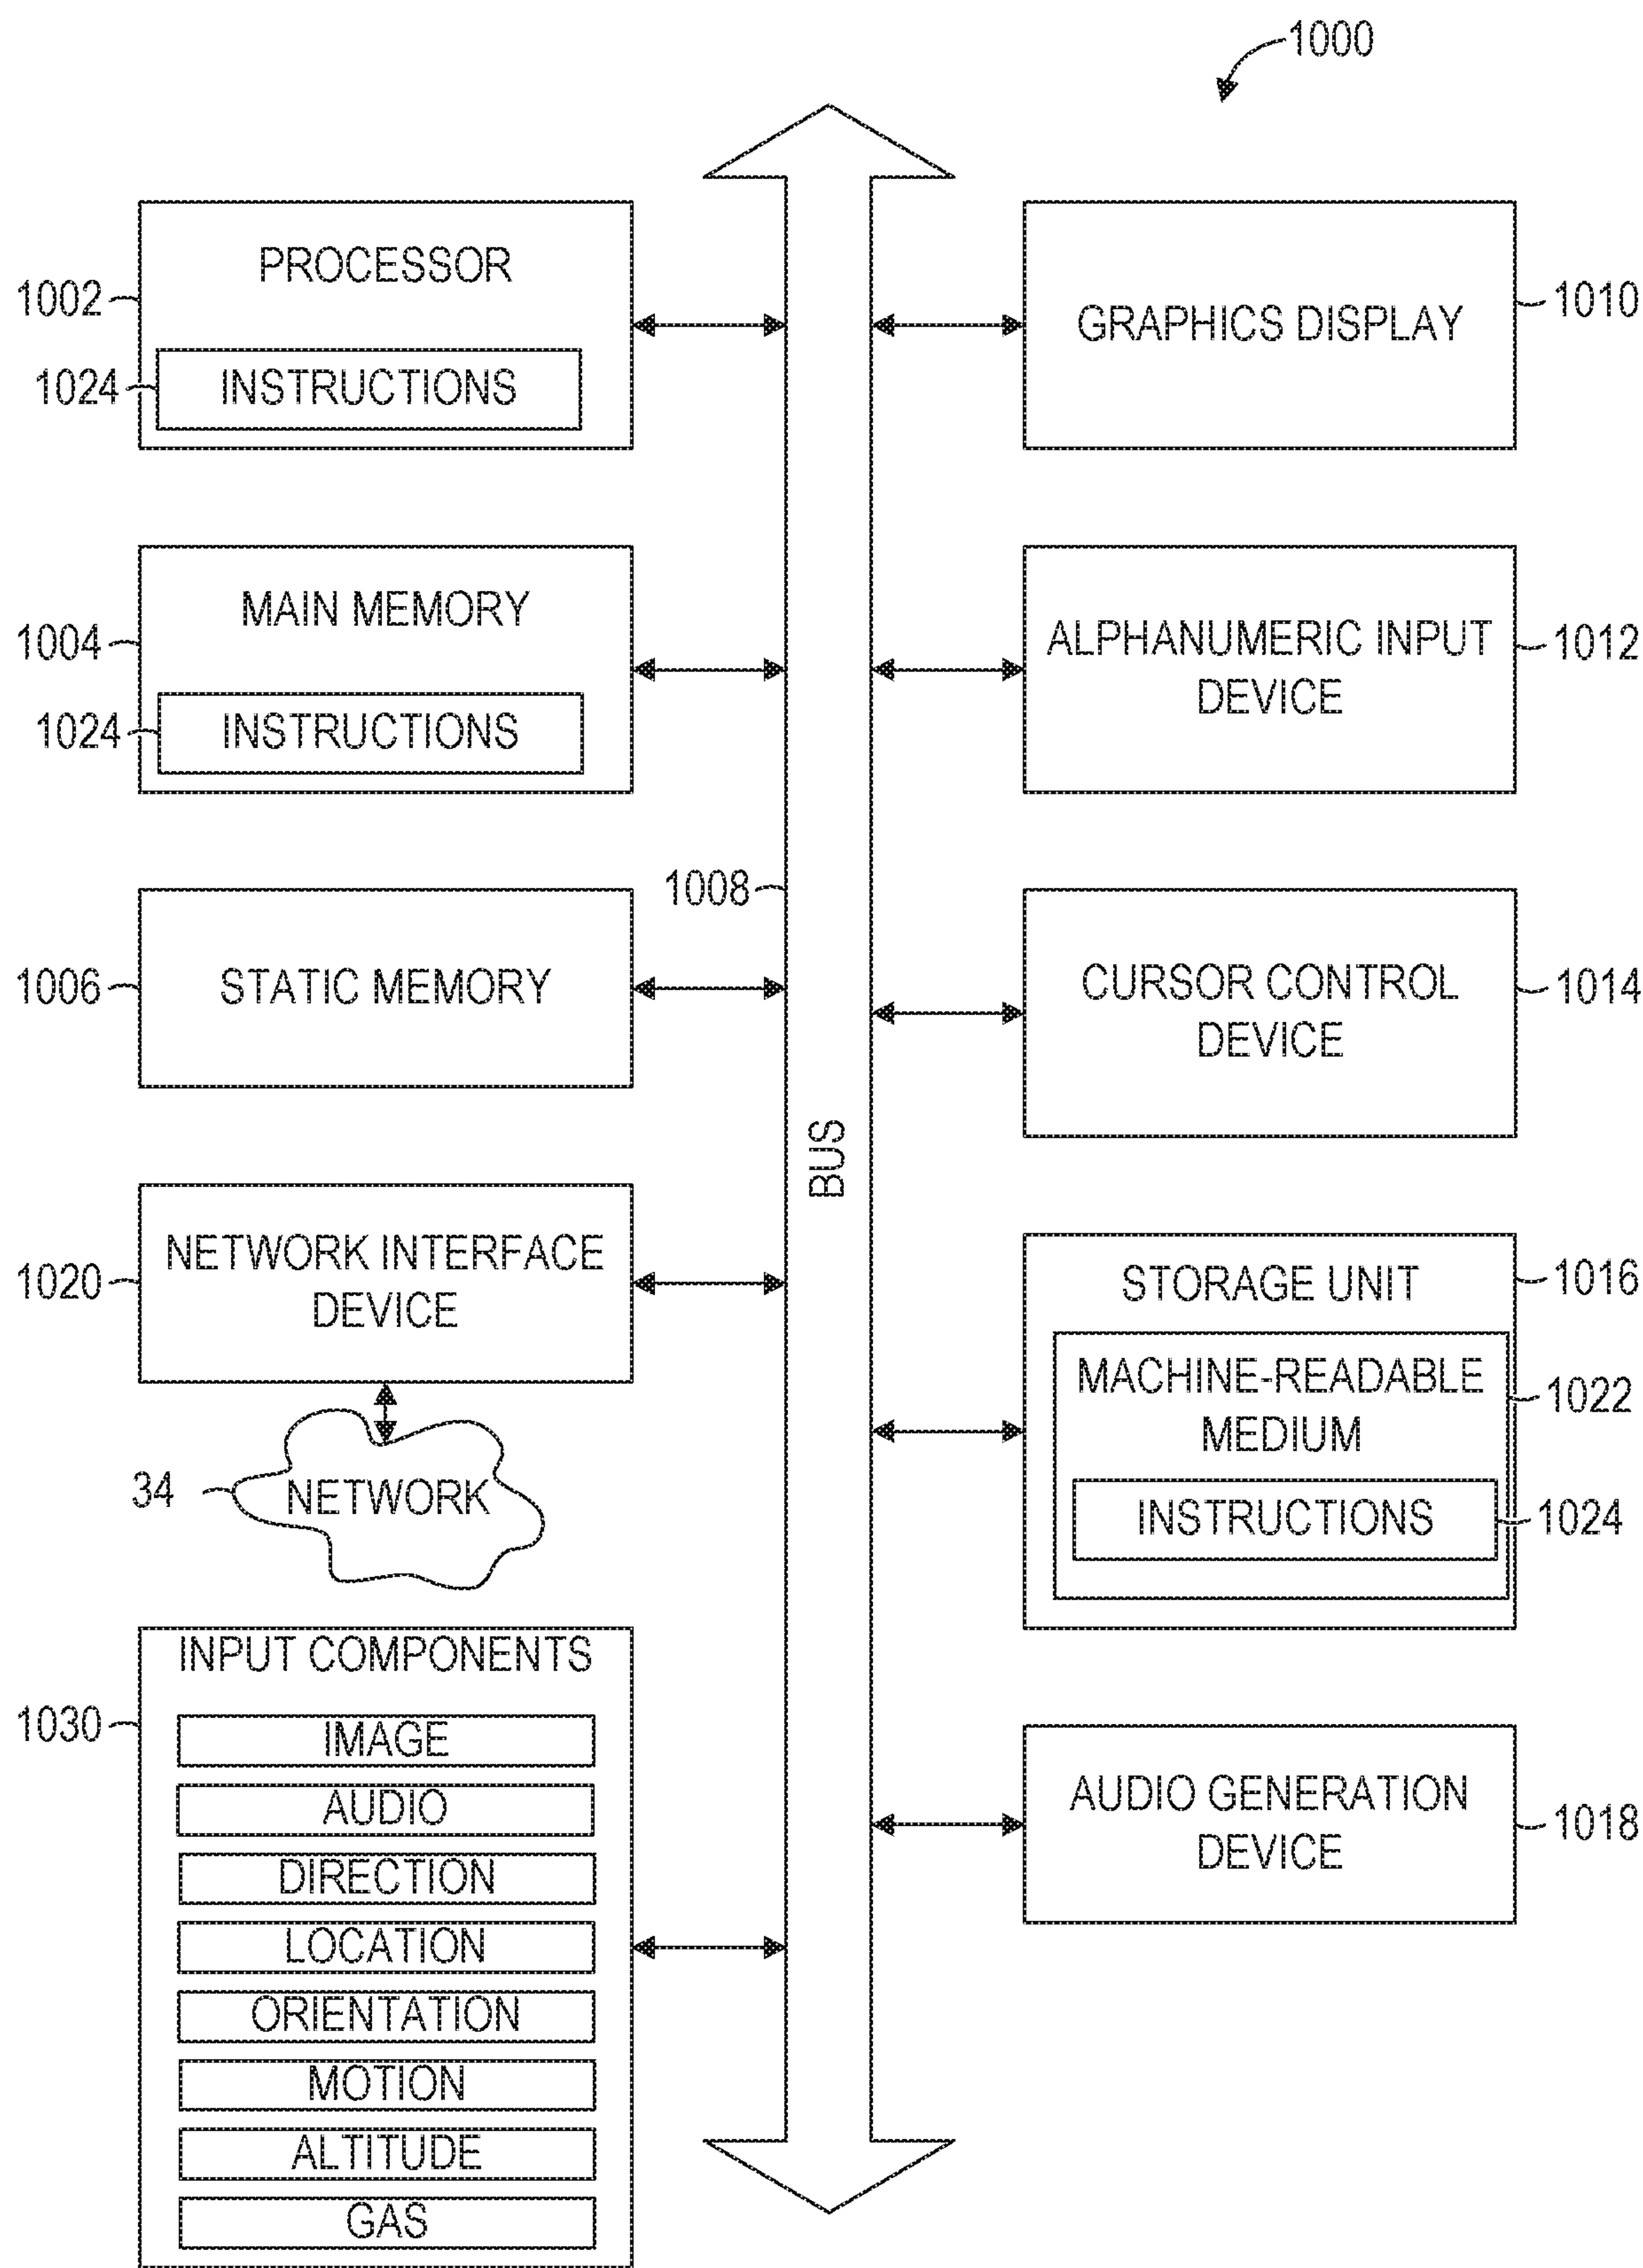 1000
PROCESSOR
1002
1024
INSTRUCTIONS
MAIN MEMORY
1004
1024
INSTRUCTIONS
1006
STATIC MEMORY
NETWORK INTERFACE
DEVICE
1020
34
NETWORK
INPUT COMPONENTS
1030
IMAGE
AUDIO
DIRECTION
LOCATION
ORIENTATION
MOTION
ALTITUDE
GAS
1008
BUS
GRAPHICS DISPLAY
1010
ALPHANUMERIC INPUT
DEVICE
1012
CURSOR CONTROL
DEVICE
1014
STORAGE UNIT
1016
MACHINE-READABLE
MEDIUM
1022
INSTRUCTIONS
1024
AUDIO GENERATION
DEVICE
1018